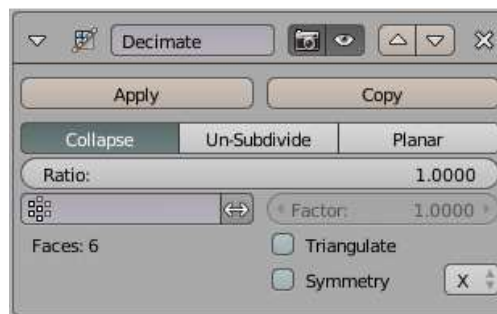 Decimate
Apply Copy
Collapse Un-Subdivide Planar
Ratio: 1.0000
Factor: 1.0000
Faces: 6 Triangulate
Symmetry X